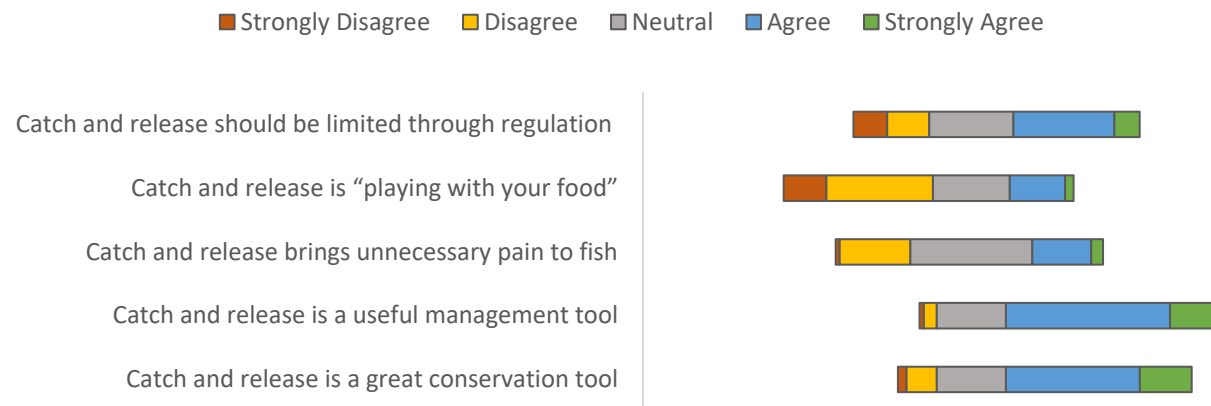 Strongly Disagree Disagree Neutral Agree Strongly Agree
Catch and release should be limited through regulation
Catch and release is “playing with your food”
Catch and release brings unnecessary pain to fish
Catch and release is a useful management tool
Catch and release is a great conservation tool